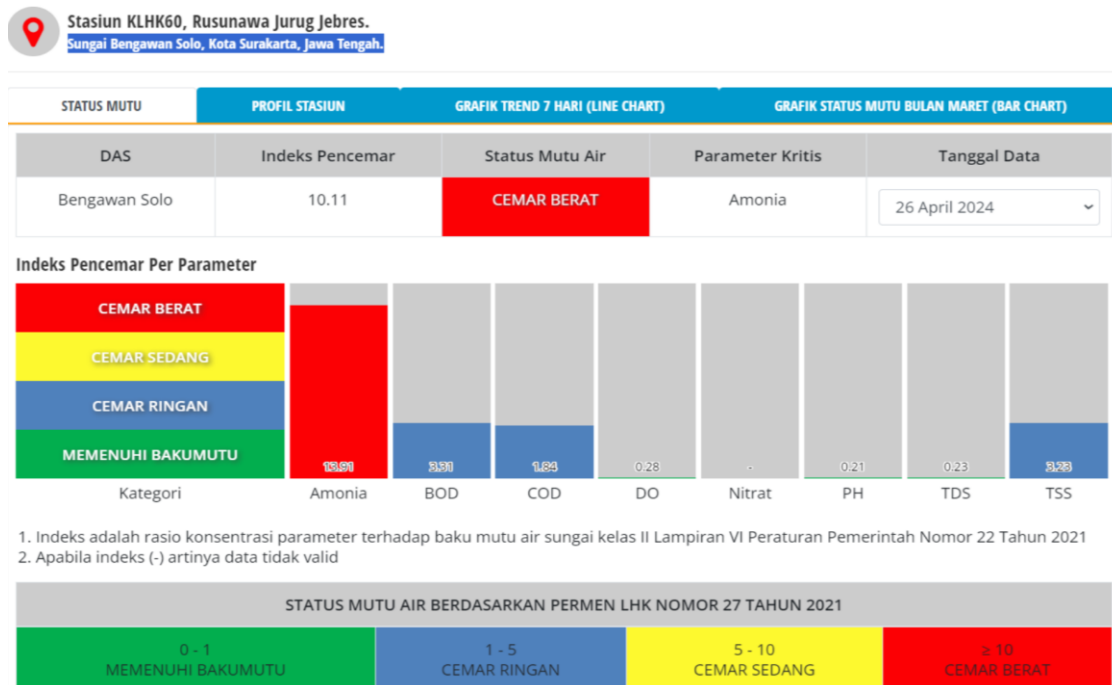 Stasiun KLHK60, Rusunawa Jurug Jebres.
Sungai Bengawan Solo, Kota Surakarta, Jawa Tengah.
STATUS MUTU PROFIL STASIUN GRAFIK TREND 7 HARI (LINE CHART) GRAFIK STATUS MUTU BULAN MARET (BAR CHART)
DAS Indeks Pencemar Status Mutu Air Parameter Kritis Tanggal Data
Bengawan Solo 10.11 CEMAR BERAT Amonia 26 April 2024
Indeks Pencemar Per Parameter
CEMAR BERAT
CEMAR SEDANG
CEMAR RINGAN
MEMENUHI BAKUMUTU 13.91 3.31 1.84 0.28 - 0.21 0.23 3.23
Kategori Amonia BOD COD DO Nitrat PH TDS TSS
1. Indeks adalah rasio konsentrasi parameter terhadap baku mutu air sungai kelas II Lampiran VI Peraturan Pemerintah Nomor 22 Tahun 2021
2. Apabila indeks (-) artinya data tidak valid
STATUS MUTU AIR BERDASARKAN PERMEN LHK NOMOR 27 TAHUN 2021
0 - 1 1 - 5 5 - 10 ≥ 10
MEMENUHI BAKUMUTU CEMAR RINGAN CEMAR SEDANG CEMAR BERAT